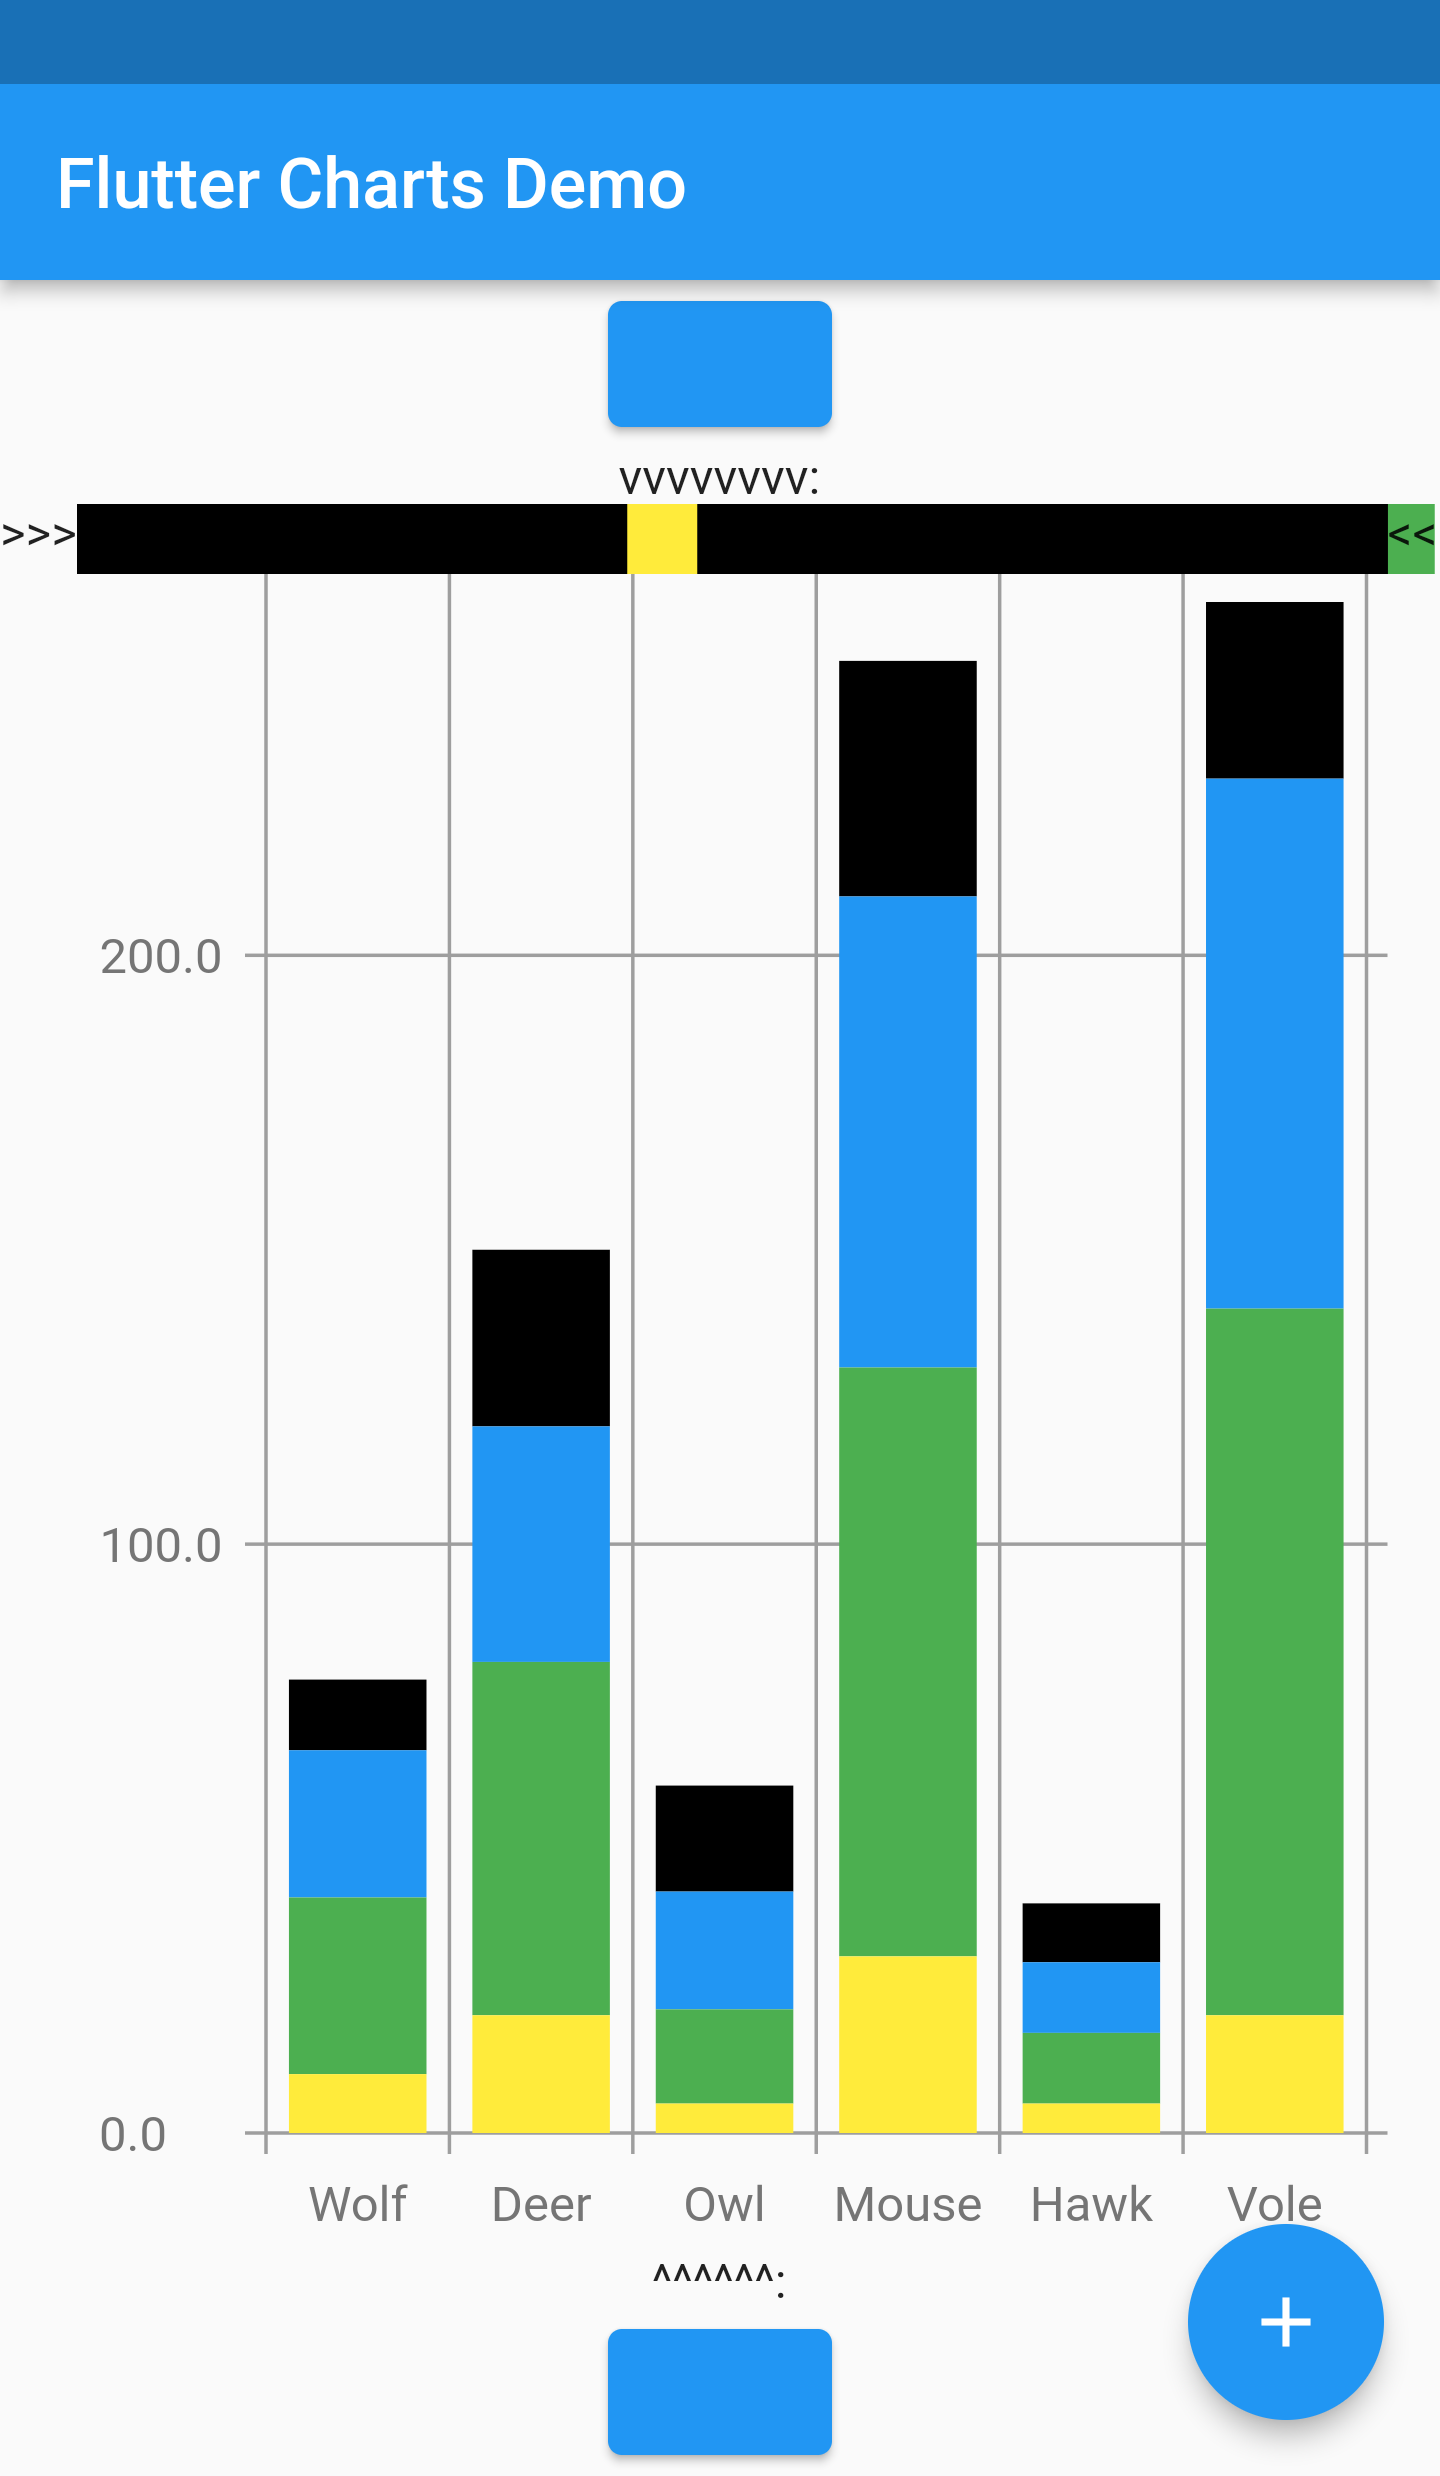 Flutter Charts Demo
vvvvvvvv:
>>> <<
200.0
100.0
0.0
Wolf Deer Owl Mouse Hawk Vole
^^^^^^:
+